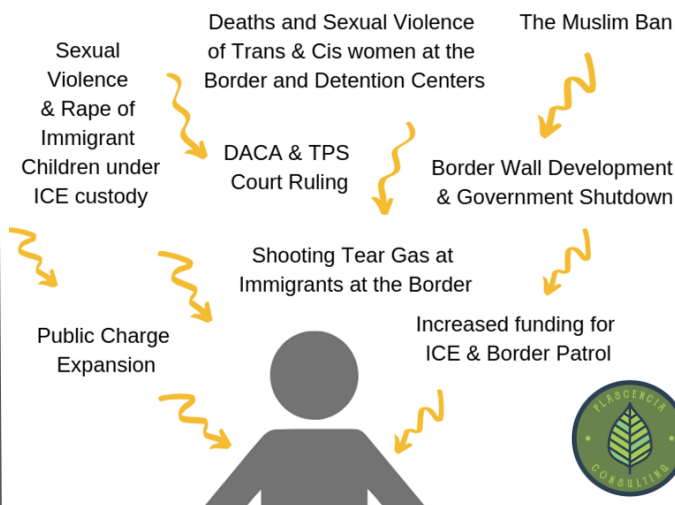 Sexual
Violence
& Rape of
Immigrant
Children under
ICE custody
Deaths and Sexual Violence
of Trans & Cis women at the
Border and Detention Centers
The Muslim Ban
DACA & TPS
Court Ruling
Border Wall Development
& Government Shutdown
Shooting Tear Gas at
Immigrants at the Border
Public Charge
Expansion
Increased funding for
ICE & Border Patrol
PLASCENCIA
CONSULTING